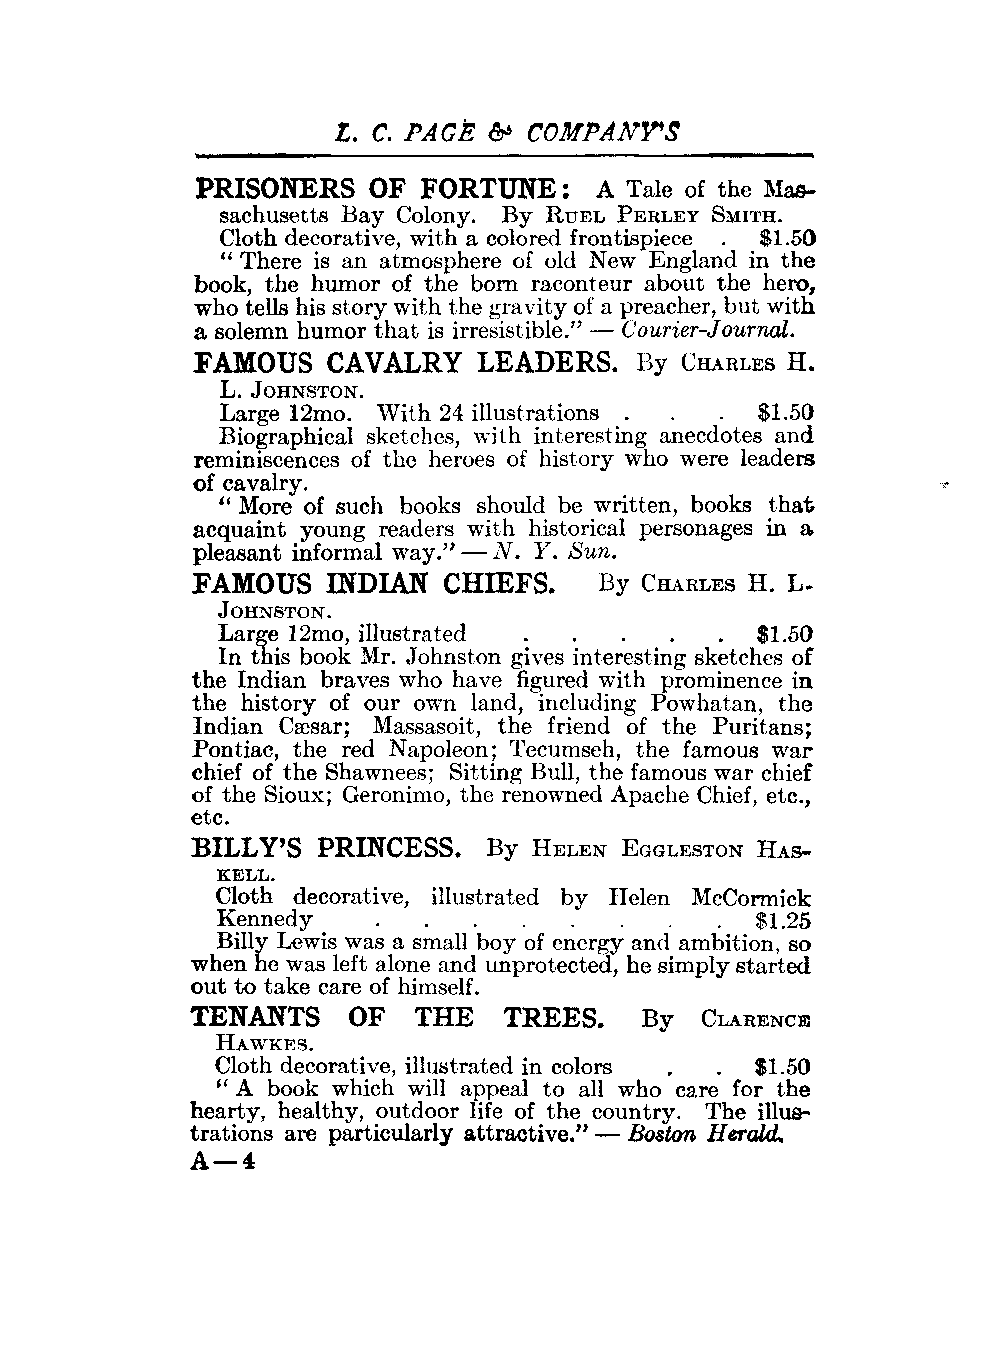 L. C. PAGE & COMPANY'S
PRISONERS OF FORTUNE: A Tale of the Mas-
sachusetts Bay Colony. By RUEL PERLEY SMITH.
Cloth decorative, with a colored frontispiece . $1.50
" There is an atmosphere of old New England in the
book, the humor of the born raconteur about the hero,
who tells his story with the gravity of a preacher, but with
a solemn humor that is irresistible." — Courier-Journal.
FAMOUS CAVALRY LEADERS. By CHARLES H.
L. JOHNSTON.
Large 12mo. With 24 illustrations . . . $1.50
Biographical sketches, with interesting anecdotes and
reminiscences of the heroes of history who were leaders
of cavalry.
" More of such books should be written, books that
acquaint young readers with historical personages in a
pleasant informal way." — N. Y. Sun.
FAMOUS INDIAN CHIEFS. By CHARLES H. L.
JOHNSTON.
Large 12mo, illustrated . . . . . $1.50
In this book Mr. Johnston gives interesting sketches of
the Indian braves who have figured with prominence in
the history of our own land, including Powhatan, the
Indian Cæsar; Massasoit, the friend of the Puritans;
Pontiac, the red Napoleon; Tecumseh, the famous war
chief of the Shawnees; Sitting Bull, the famous war chief
of the Sioux; Geronimo, the renowned Apache Chief, etc.,
etc.
BILLY'S PRINCESS. By HELEN EGGLESTON HAS-
KELL.
Cloth decorative, illustrated by Helen McCormick
Kennedy . . . . . . . . $1.25
Billy Lewis was a small boy of energy and ambition, so
when he was left alone and unprotected, he simply started
out to take care of himself.
TENANTS OF THE TREES. By CLARENCE
HAWKES.
Cloth decorative, illustrated in colors . . $1.50
" A book which will appeal to all who care for the
hearty, healthy, outdoor life of the country. The illus-
trations are particularly attractive." — Boston Herald.
A — 4